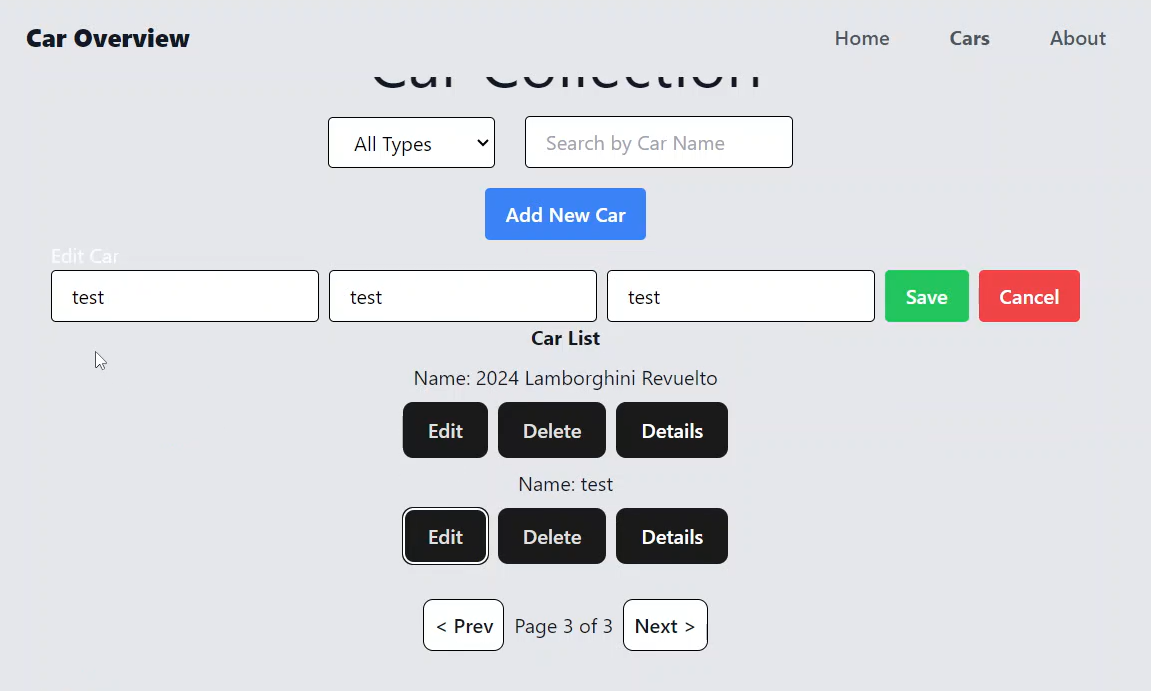 Car Overview
Home
Cars
About
Car Collection
All Types
Search by Car Name
Add New Car
Edit Car
test
test
test
Save
Cancel
Car List
Name: 2024 Lamborghini Revuelto
Edit
Delete
Details
Name: test
Edit
Delete
Details
< Prev
Page 3 of 3
Next >